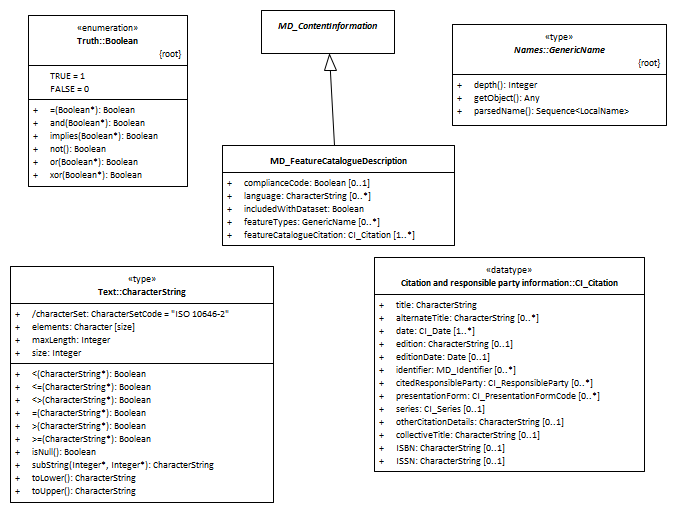 «enumeration»
Truth::Boolean
{root}
TRUE = 1
FALSE = 0
+ =(Boolean*): Boolean
+ and(Boolean*): Boolean
+ implies(Boolean*): Boolean
+ not(): Boolean
+ or(Boolean*): Boolean
+ xor(Boolean*): Boolean
MD_ContentInformation
«type»
Names::GenericName
{root}
+ depth(): Integer
+ getObject(): Any
+ parsedName(): Sequence<LocalName>
MD_FeatureCatalogueDescription
+ complianceCode: Boolean [0..1]
+ language: CharacterString [0..*]
+ includedWithDataset: Boolean
+ featureTypes: GenericName [0..*]
+ featureCatalogueCitation: CI_Citation [1..*]
«type»
Text::CharacterString
+ /characterSet: CharacterSetCode = "ISO 10646-2"
+ elements: Character [size]
+ maxLength: Integer
+ size: Integer
+ <(CharacterString*): Boolean
+ <=(CharacterString*): Boolean
+ <>(CharacterString*): Boolean
+ =(CharacterString*): Boolean
+ >(CharacterString*): Boolean
+ >=(CharacterString*): Boolean
+ isNull(): Boolean
+ subString(Integer*, Integer*): CharacterString
+ toLower(): CharacterString
+ toUpper(): CharacterString
«datatype»
Citation and responsible party information::CI_Citation
+ title: CharacterString
+ alternateTitle: CharacterString [0..*]
+ date: CI_Date [1..*]
+ edition: CharacterString [0..1]
+ editionDate: Date [0..1]
+ identifier: MD_Identifier [0..*]
+ citedResponsibleParty: CI_ResponsibleParty [0..*]
+ presentationForm: CI_PresentationFormCode [0..*]
+ series: CI_Series [0..1]
+ otherCitationDetails: CharacterString [0..1]
+ collectiveTitle: CharacterString [0..1]
+ ISBN: CharacterString [0..1]
+ ISSN: CharacterString [0..1]